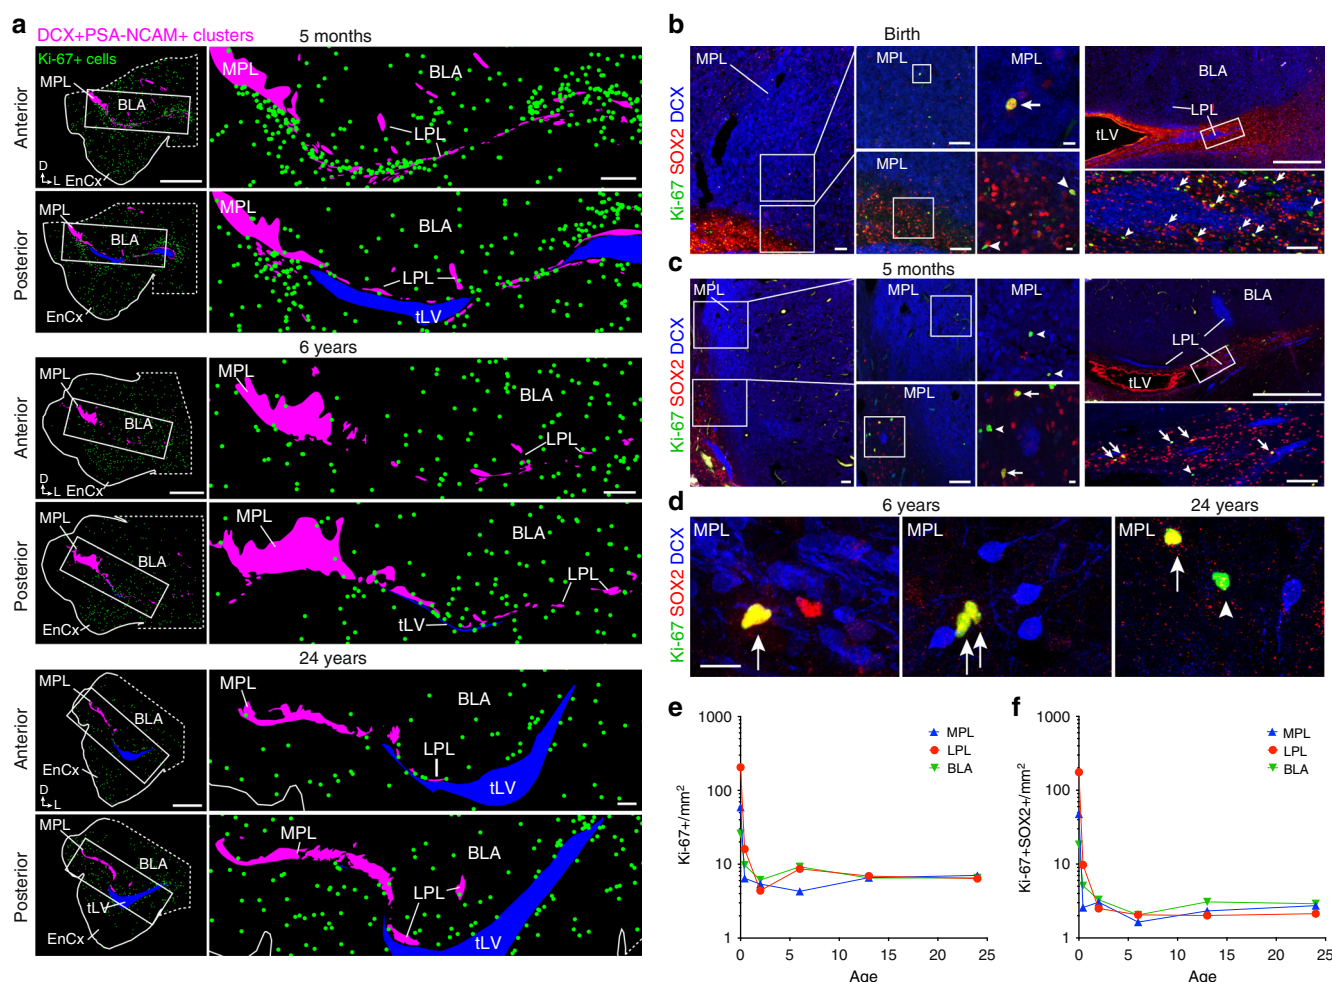 a
DCX+PSA-NCAM+ clusters
Ki-67+ cells
5 months
Anterior
MPL
BLA
D
L
EnCx
MPL
BLA
LPL
Posterior
MPL
BLA
EnCx
MPL
BLA
LPL
tLV
6 years
Anterior
MPL
BLA
D
L
EnCx
MPL
BLA
LPL
Posterior
MPL
BLA
EnCx
MPL
BLA
LPL
tLV
24 years
Anterior
MPL
BLA
EnCx
D
L
MPL
BLA
LPL
tLV
Posterior
MPL
BLA
tLV
EnCx
MPL
BLA
LPL
tLV
b
Birth
Ki-67 SOX2 DCX
MPL
MPL
MPL
MPL
BLA
LPL
tLV
c
5 months
Ki-67 SOX2 DCX
MPL
MPL
MPL
BLA
LPL
tLV
d
6 years
24 years
Ki-67 SOX2 DCX
MPL
MPL
MPL
e
Ki-67+/mm²
1000
100
10
1
0 5 10 15 20 25
Age
MPL
LPL
BLA
f
Ki-67+SOX2+/mm²
1000
100
10
1
0 5 10 15 20 25
Age
MPL
LPL
BLA